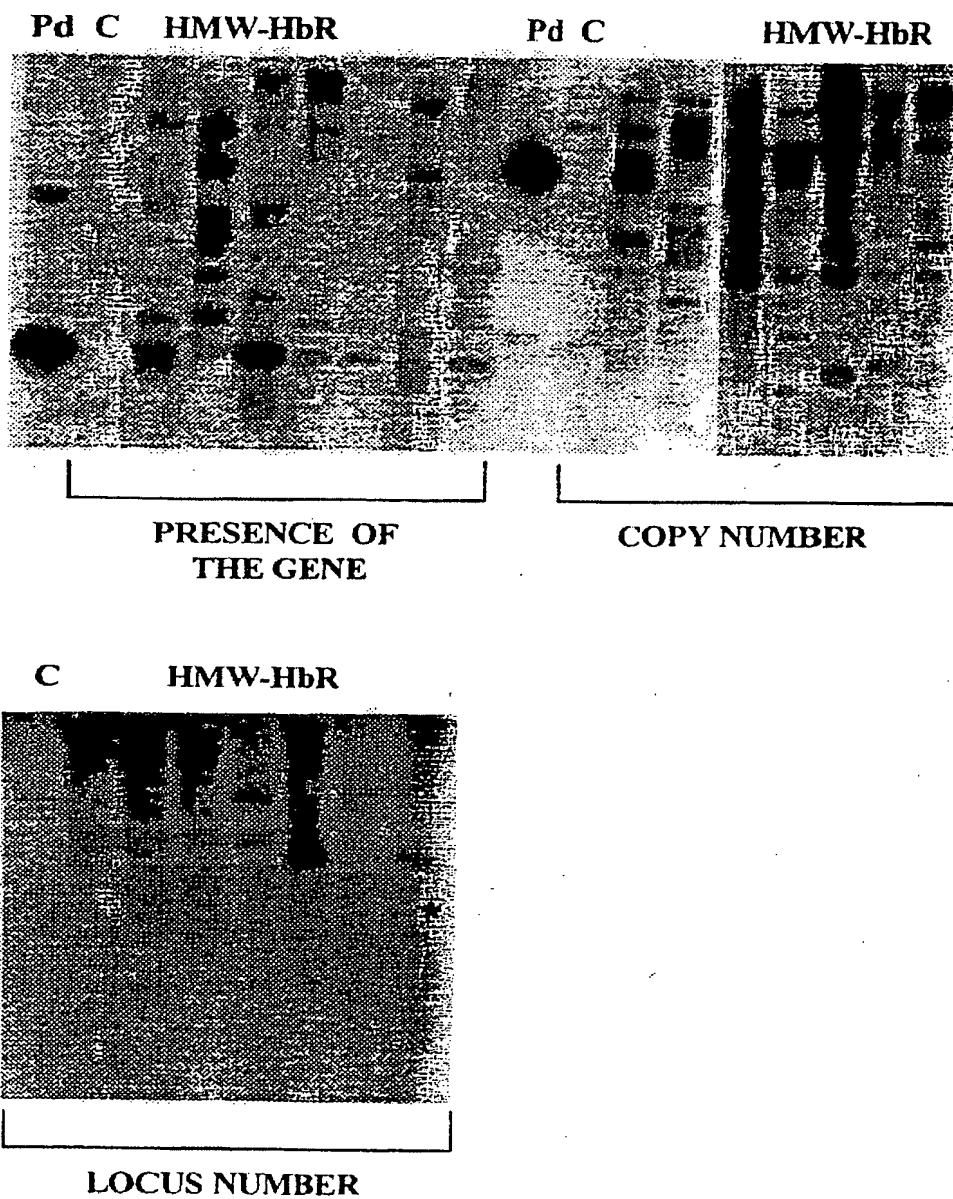 Pd C HMW-HbR Pd C HMW-HbR
PRESENCE OF
THE GENE
COPY NUMBER
C HMW-HbR
LOCUS NUMBER